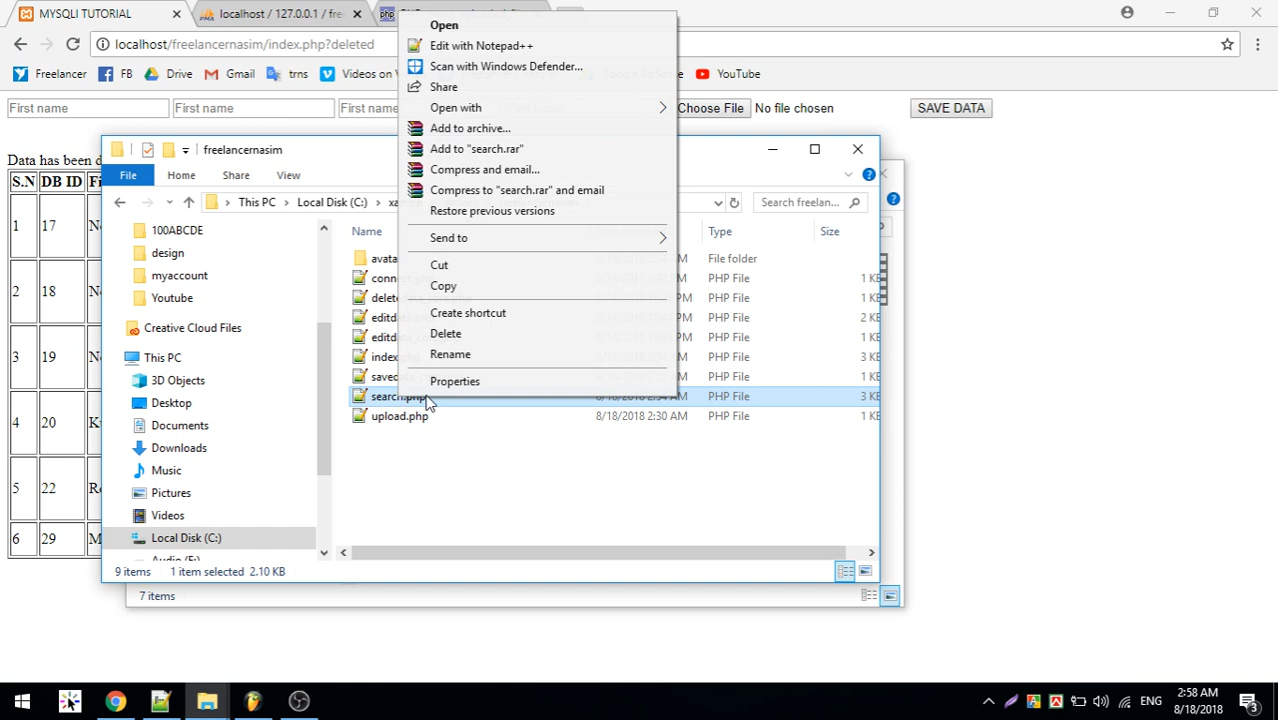 MYSQLI TUTORIAL
localhost / 127.0.0.1 / fre
localhost/freelancernasim/index.php?deleted
Freelancer
FB
Drive
Gmail
trns
Videos on
YouTube
First name
First name
First name
Choose File
No file chosen
SAVE DATA
Data has been d
S.N
DB ID
1
17
2
18
3
19
4
20
5
22
6
29
freelancernasim
File
Home
Share
View
This PC
Local Disk (C:)
Search freelan...
100ABCDE
design
myaccount
Youtube
Creative Cloud Files
This PC
3D Objects
Desktop
Documents
Downloads
Music
Pictures
Videos
Local Disk (C:)
Name
Type
Size
File folder
PHP File
1 KB
PHP File
PHP File
2 KB
PHP File
PHP File
3 KB
PHP File
search.php
8/18/2018 2:54 AM
PHP File
3 KB
upload.php
8/18/2018 2:30 AM
PHP File
Open
Edit with Notepad++
Scan with Windows Defender...
Share
Open with
Add to archive...
Add to "search.rar"
Compress and email...
Compress to "search.rar" and email
Restore previous versions
Send to
Cut
Copy
Create shortcut
Delete
Rename
Properties
9 items
1 item selected 2.10 KB
7 items
ENG
2:58 AM
8/18/2018
3